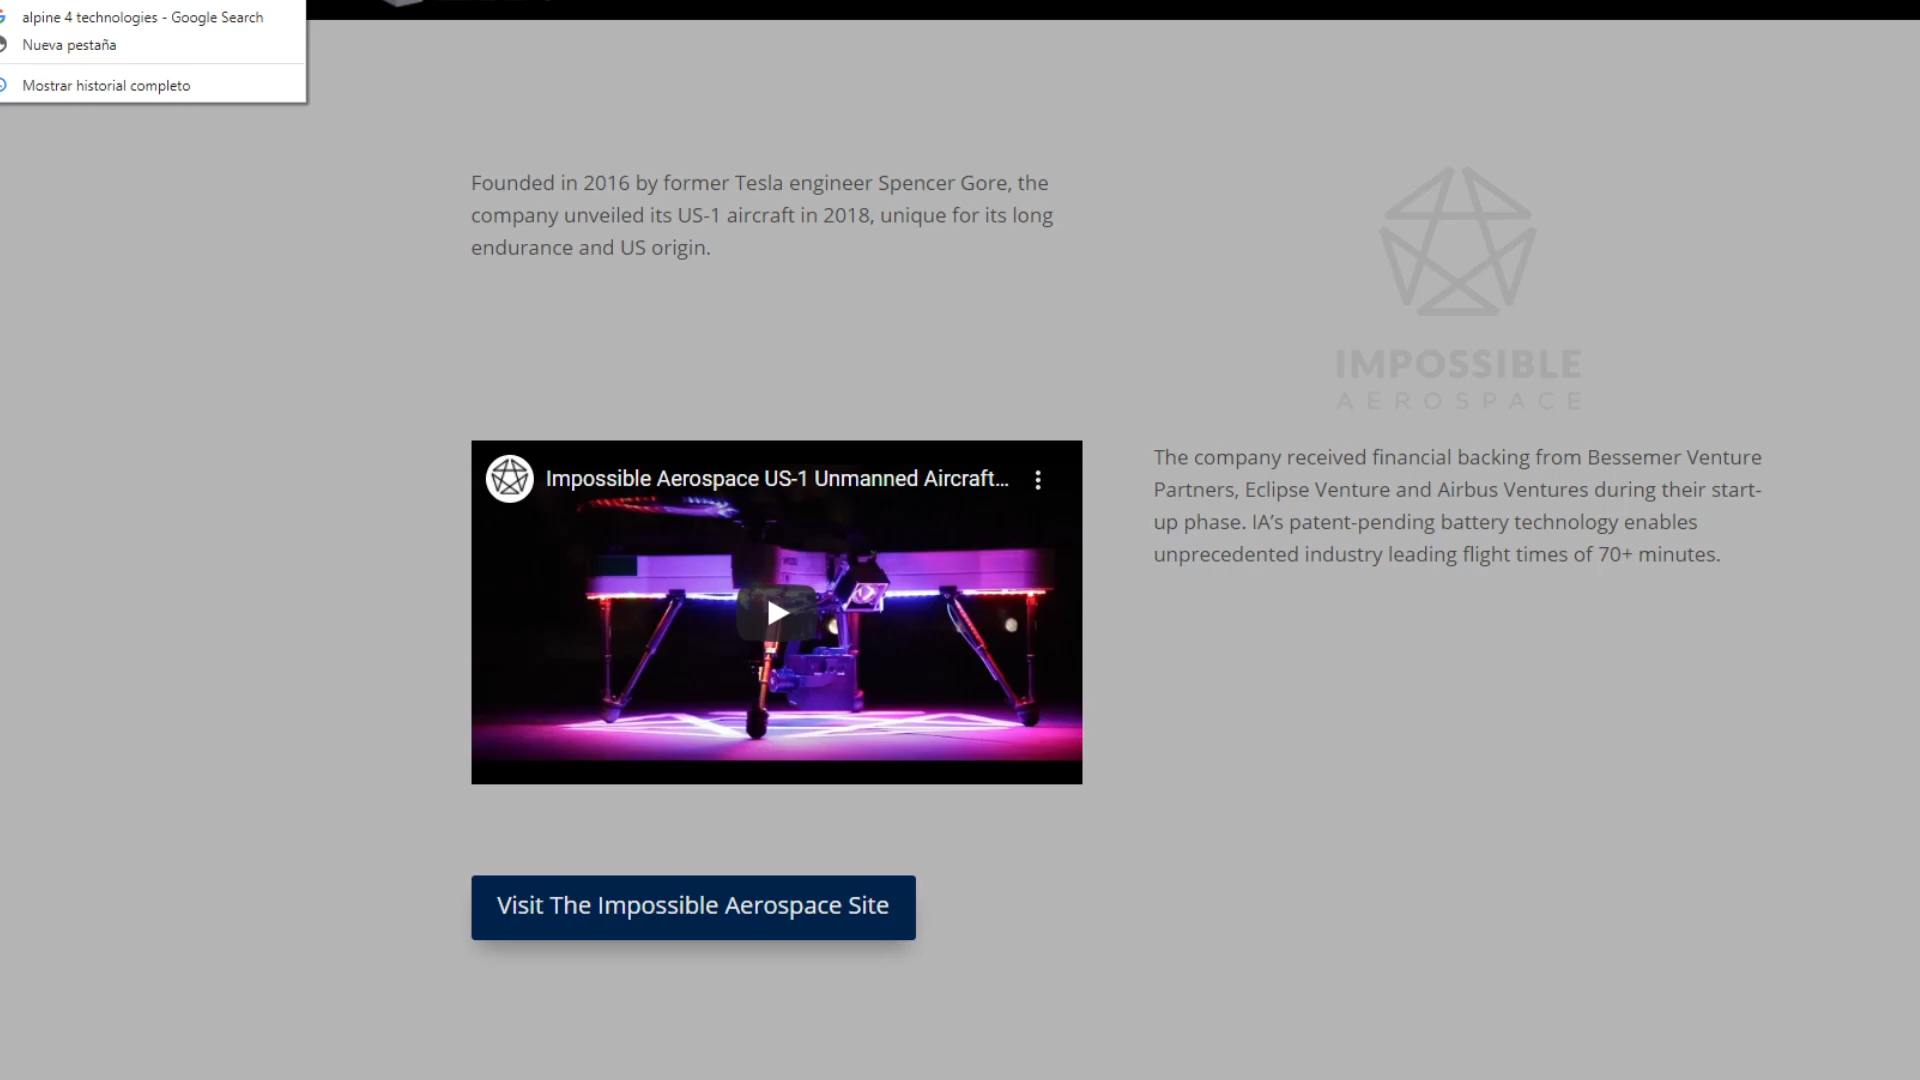 alpine 4 technologies - Google Search
Nueva pestaña
Mostrar historial completo
Founded in 2016 by former Tesla engineer Spencer Gore, the
company unveiled its US-1 aircraft in 2018, unique for its long
endurance and US origin.
IMPOSSIBLE
AEROSPACE
Impossible Aerospace US-1 Unmanned Aircraft...
The company received financial backing from Bessemer Venture
Partners, Eclipse Venture and Airbus Ventures during their start-
up phase. IA’s patent-pending battery technology enables
unprecedented industry leading flight times of 70+ minutes.
Visit The Impossible Aerospace Site